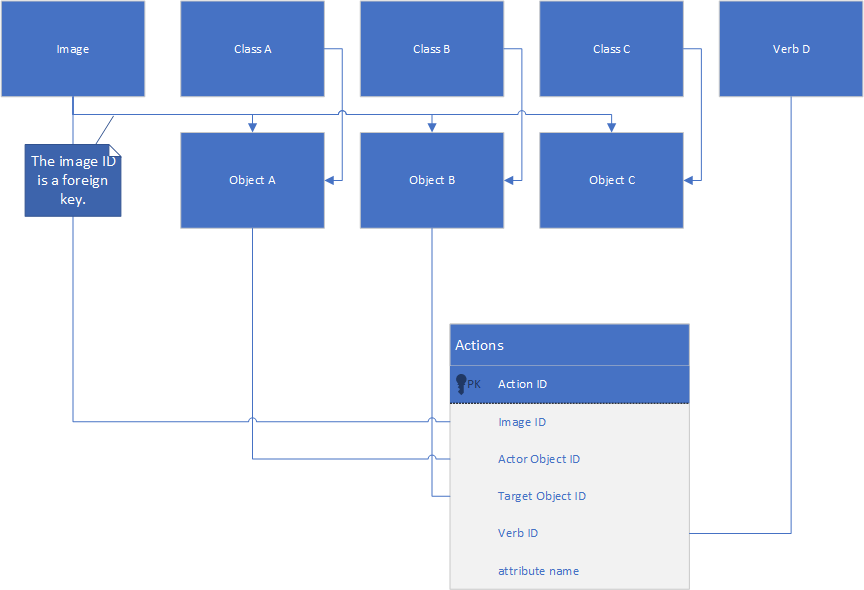 Image
Class A
Class B
Class C
Verb D
The image ID
is a foreign
key.
Object A
Object B
Object C
Actions
PK
Action ID
Image ID
Actor Object ID
Target Object ID
Verb ID
attribute name